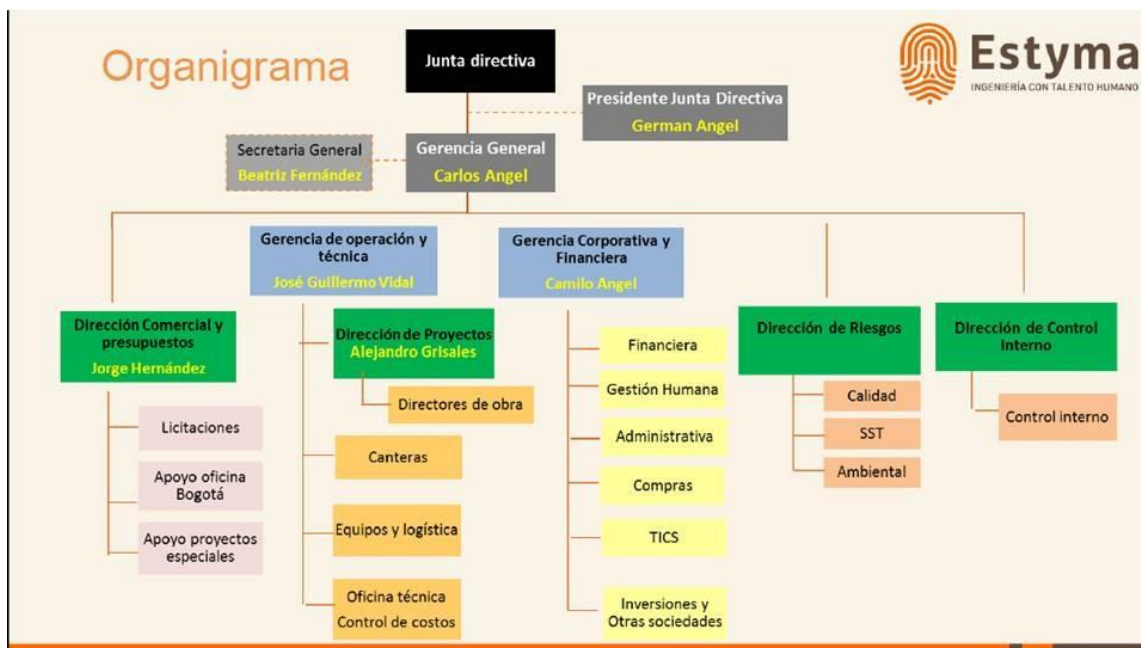 Organigrama
Estyma
INGENIERÍA CON TALENTO HUMANO
Junta directiva
Presidente Junta Directiva
German Angel
Secretaria General
Beatriz Fernández
Gerencia General
Carlos Angel
Gerencia de operación y
técnica
José Guillermo Vidal
Gerencia Corporativa y
Financiera
Camilo Angel
Dirección Comercial y
presupuestos
Jorge Hernández
Licitaciones
Apoyo oficina
Bogotá
Apoyo proyectos
especiales
Dirección de Proyectos
Alejandro Grisales
Directores de obra
Canteras
Equipos y logística
Oficina técnica
Control de costos
Financiera
Gestión Humana
Administrativa
Compras
TICS
Inversiones y
Otras sociedades
Dirección de Riesgos
Calidad
SST
Ambiental
Dirección de Control
Interno
Control interno